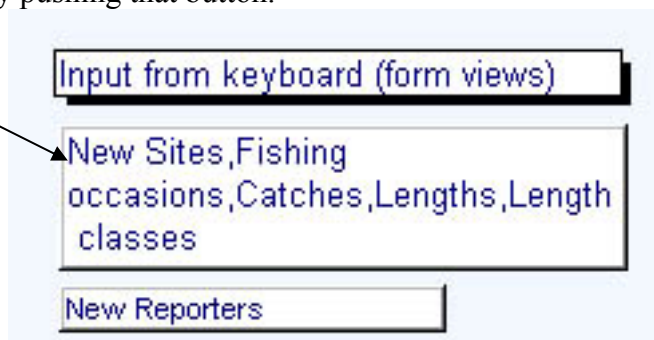 pushing that button.
Input from keyboard (form views)
New Sites,Fishing
occasions,Catches,Lengths,Length
classes
New Reporters